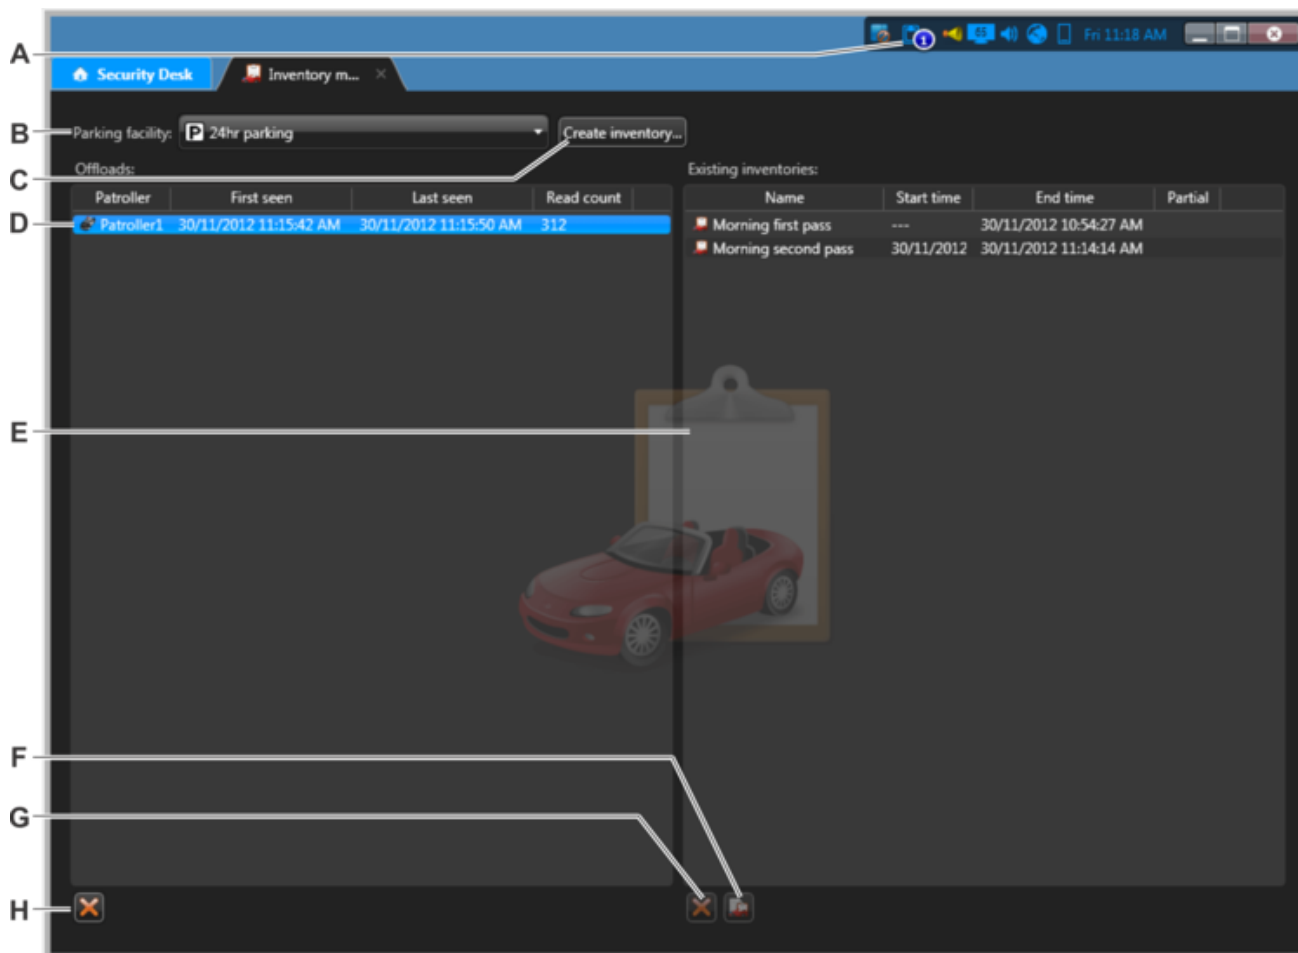 A
1
65
Fri 11:18 AM
Security Desk
Inventory m...
B
Parking facility:
P 24hr parking
Create inventory...
C
Offloads:
Existing inventories:
Patroller First seen Last seen Read count
Name Start time End time Partial
D
Patroller1 30/11/2012 11:15:42 AM 30/11/2012 11:15:50 AM 312
Morning first pass --- 30/11/2012 10:54:27 AM
Morning second pass 30/11/2012 30/11/2012 11:14:14 AM
E
F
G
H